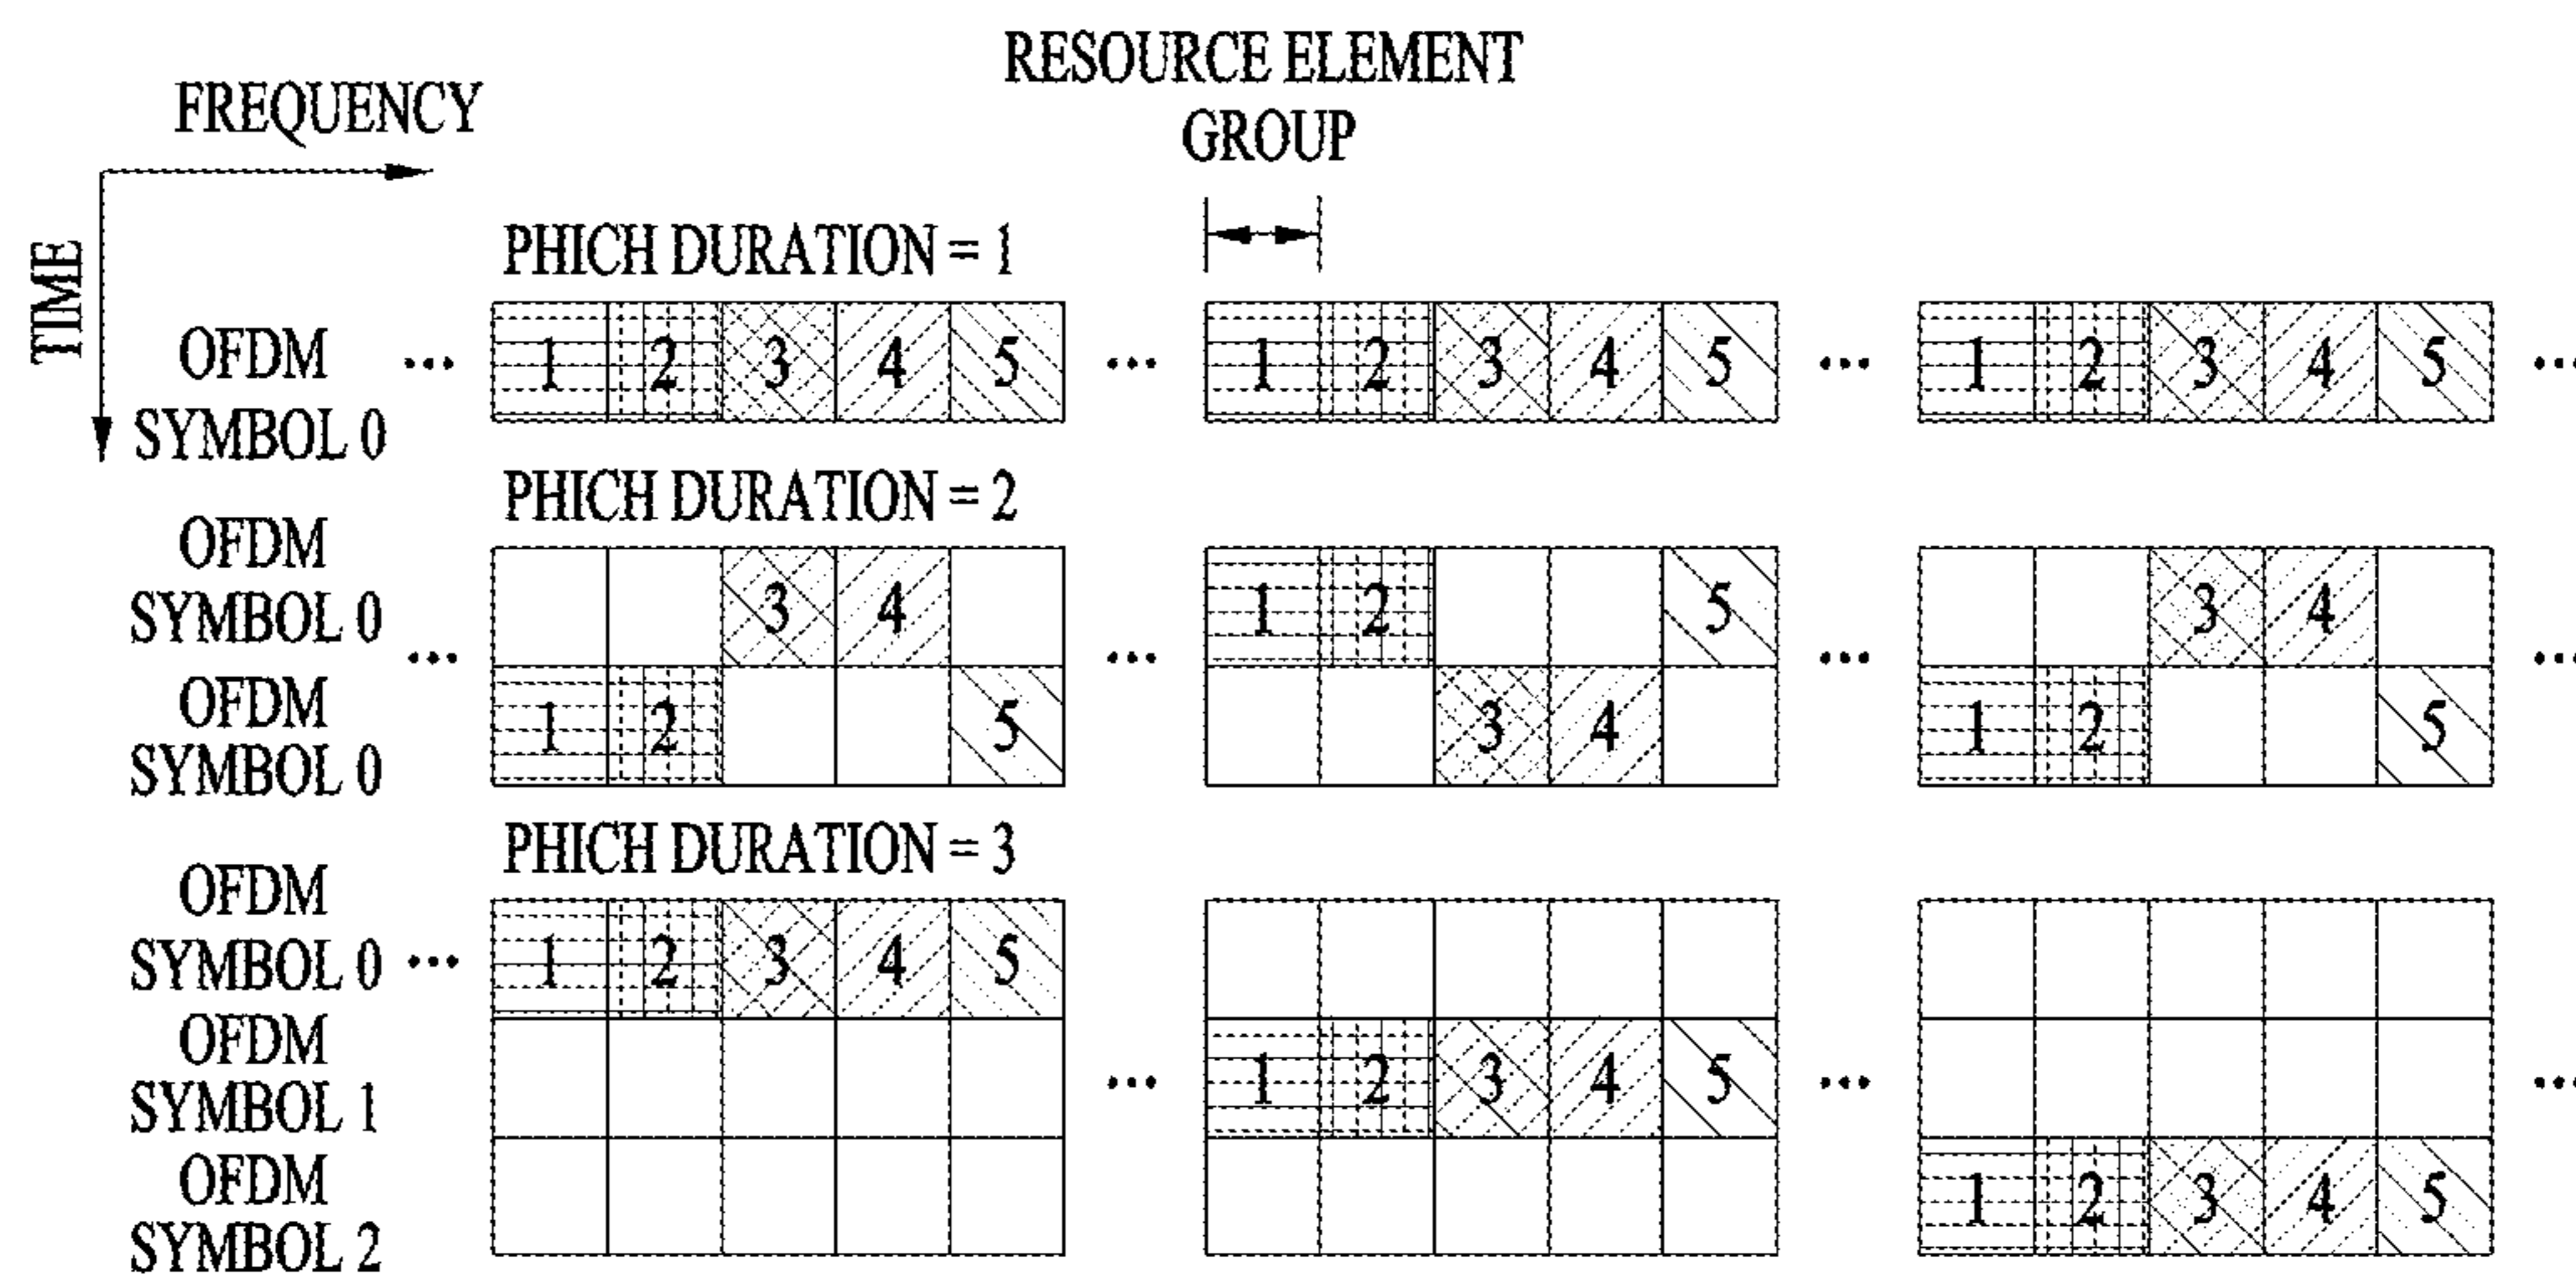 RESOURCE ELEMENT
GROUP
FREQUENCY
TIME
PHICH DURATION = 1
OFDM
SYMBOL 0
... 1 2 3 4 5 ... 1 2 3 4 5 ... 1 2 3 4 5 ...
PHICH DURATION = 2
OFDM
SYMBOL 0
3 4 1 2 5 3 4
... ... ... ...
OFDM
SYMBOL 0
1 2 5 3 4 1 2 5
PHICH DURATION = 3
OFDM
SYMBOL 0
... 1 2 3 4 5
OFDM
SYMBOL 1
... 1 2 3 4 5 ... ...
OFDM
SYMBOL 2
1 2 3 4 5